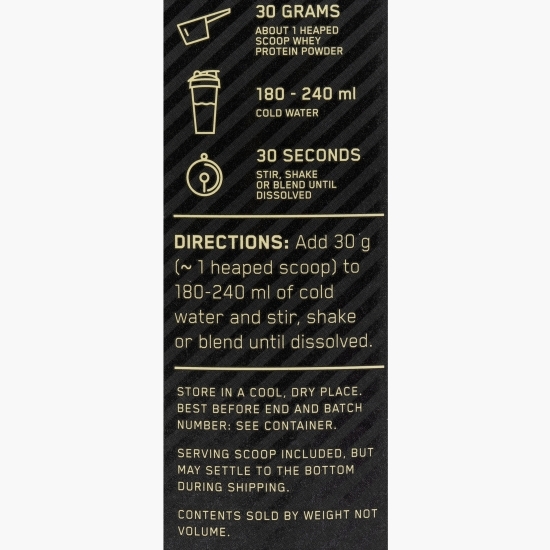 30 GRAMS
ABOUT 1 HEAPED
SCOOP WHEY
PROTEIN POWDER
180 - 240 ml
COLD WATER
30 SECONDS
STIR, SHAKE
OR BLEND UNTIL
DISSOLVED
DIRECTIONS: Add 30 g
(~ 1 heaped scoop) to
180-240 ml of cold
water and stir, shake
or blend until dissolved.
STORE IN A COOL, DRY PLACE.
BEST BEFORE END AND BATCH
NUMBER: SEE CONTAINER.
SERVING SCOOP INCLUDED, BUT
MAY SETTLE TO THE BOTTOM
DURING SHIPPING.
CONTENTS SOLD BY WEIGHT NOT
VOLUME.